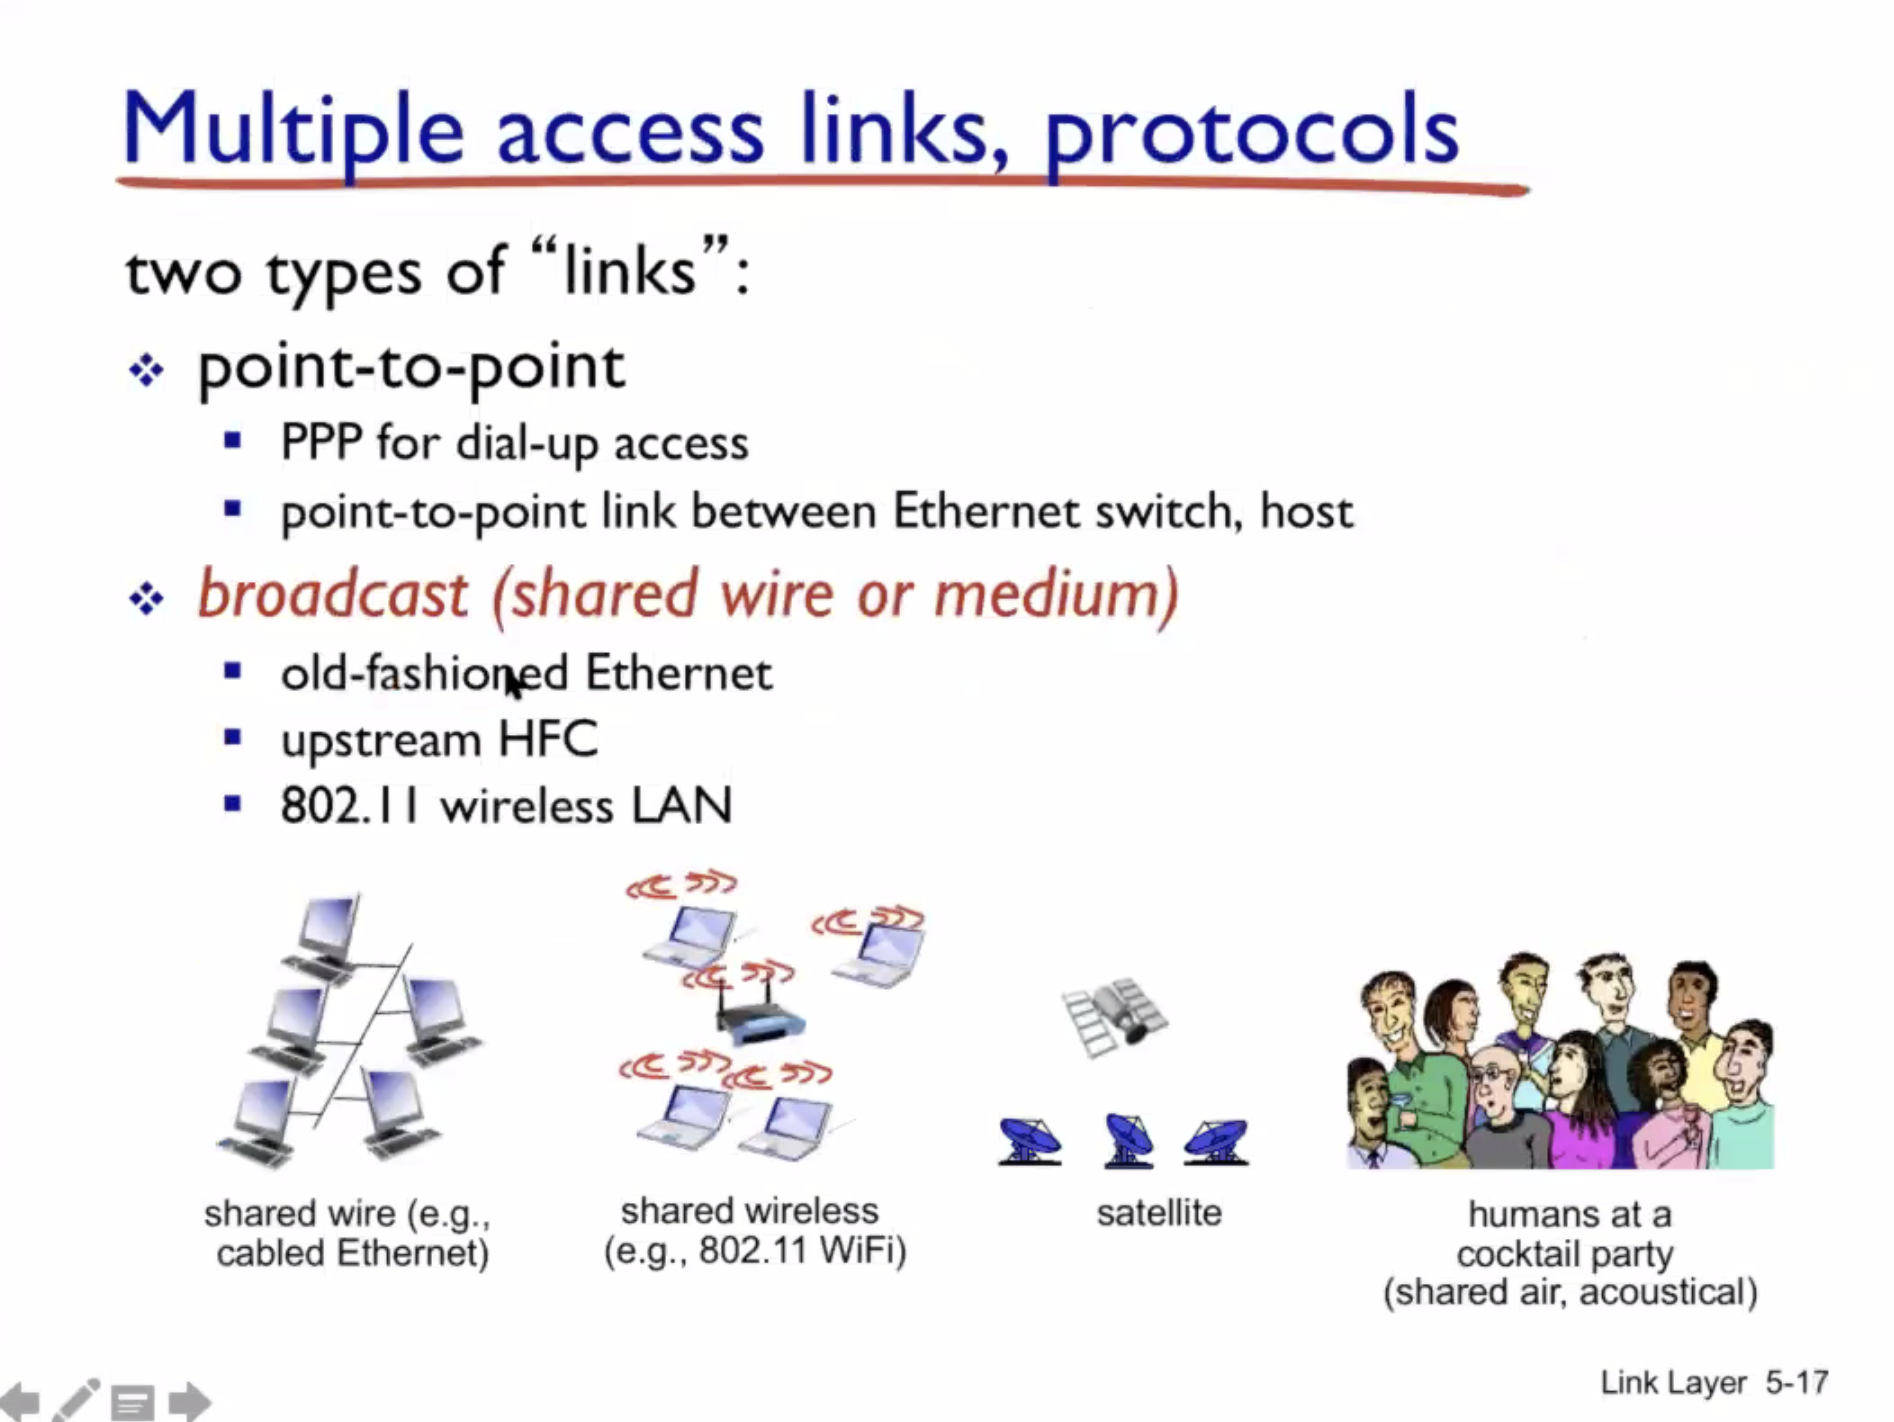 Multiple access links, protocols
two types of “links”:
point-to-point
PPP for dial-up access
point-to-point link between Ethernet switch, host
broadcast (shared wire or medium)
old-fashioned Ethernet
upstream HFC
802.11 wireless LAN
shared wire (e.g.,
cabled Ethernet)
shared wireless
(e.g., 802.11 WiFi)
satellite
humans at a
cocktail party
(shared air, acoustical)
Link Layer 5-17